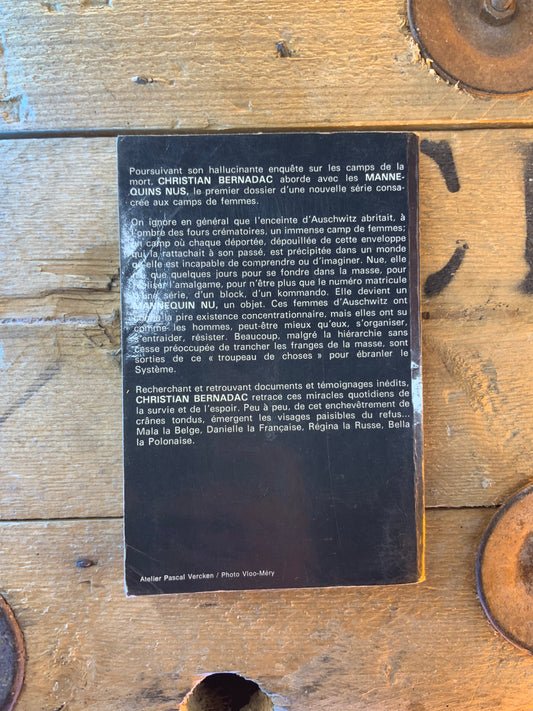 Poursuivant son hallucinante enquête sur les camps de la
mort, CHRISTIAN BERNADAC aborde avec les MANNE-
QUINS NUS, le premier dossier d'une nouvelle série consa-
crée aux camps de femmes.
On ignore en général que l'enceinte d'Auschwitz abritait, à
l'ombre des fours crématoires, un immense camp de femmes;
un camp où chaque déportée, dépouillée de cette enveloppe
qui la rattachait à son passé, est précipitée dans un monde
qu'elle est incapable de comprendre ou d'imaginer. Nue, elle
que quelques jours pour se fondre dans la masse, pour
l'amalgame, pour n'être plus que le numéro matricule
d'une série, d'un block, d'un kommando. Elle devient un
MANNEQUIN NU, un objet. Ces femmes d'Auschwitz ont
la pire existence concentrationnaire, mais elles ont su
comme les hommes, peut-être mieux qu'eux, s'organiser,
s'entraider, résister. Beaucoup, malgré la hiérarchie sans
cesse préoccupée de trancher les franges de la masse, sont
sorties de ce « troupeau de choses » pour ébranler le
Système.
Recherchant et retrouvant documents et témoignages inédits,
CHRISTIAN BERNADAC retrace ces miracles quotidiens de
la survie et de l'espoir. Peu à peu, de cet enchevêtrement de
crânes tondus, émergent les visages paisibles du refus...
Mala la Belge, Danielle la Française, Régina la Russe, Bella
la Polonaise.
Atelier Pascal Vercken / Photo Vloo-Méry